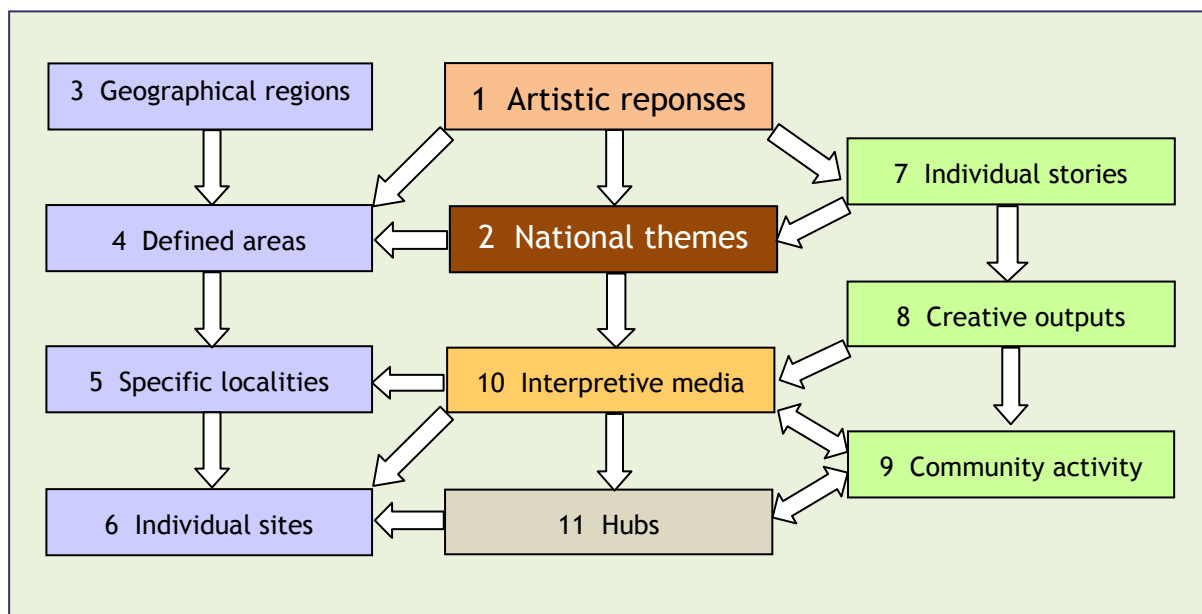 3 Geographical regions
1 Artistic reponses
7 Individual stories
4 Defined areas
2 National themes
8 Creative outputs
5 Specific localities
10 Interpretive media
9 Community activity
6 Individual sites
11 Hubs